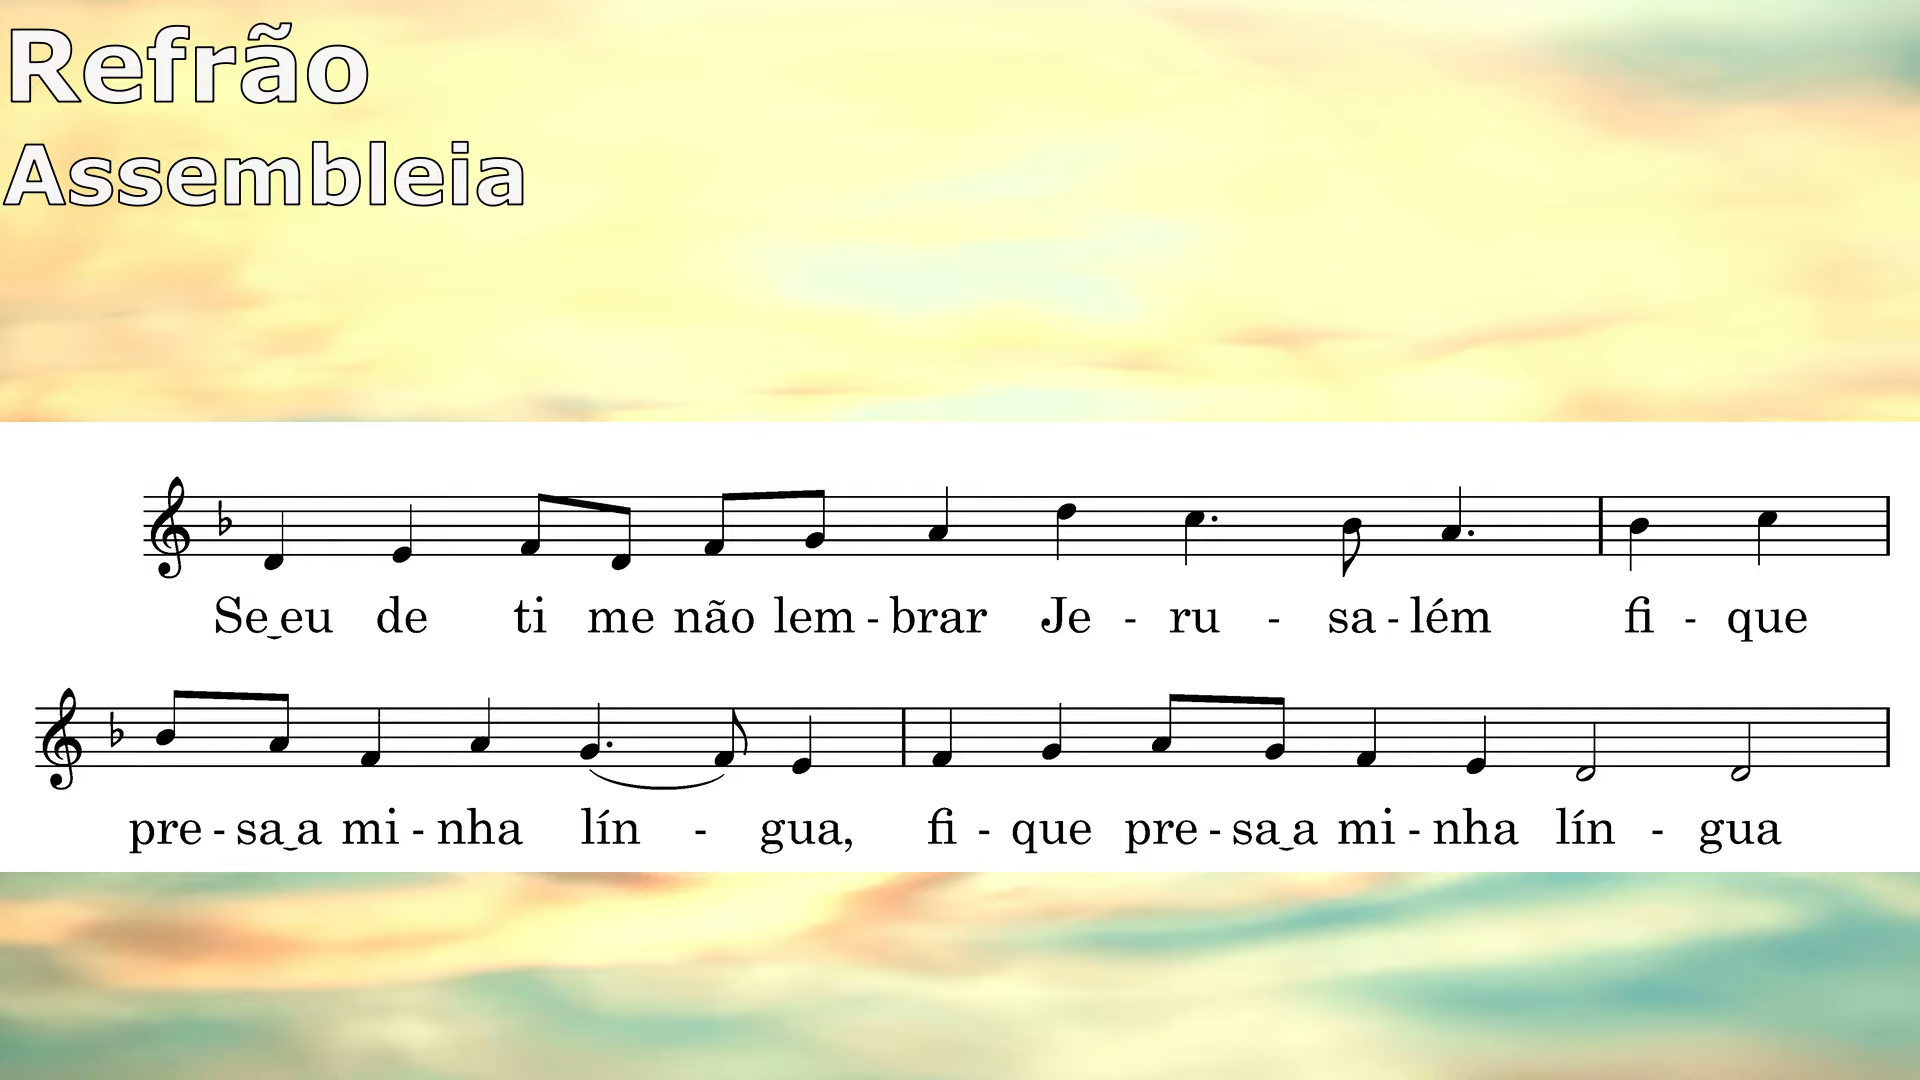 Refrão
Assembleia
Se‿eu de ti me não lem - brar Je - ru - sa - lém fi - que
pre - sa‿a mi - nha lín - gua, fi - que pre - sa‿a mi - nha lín - gua